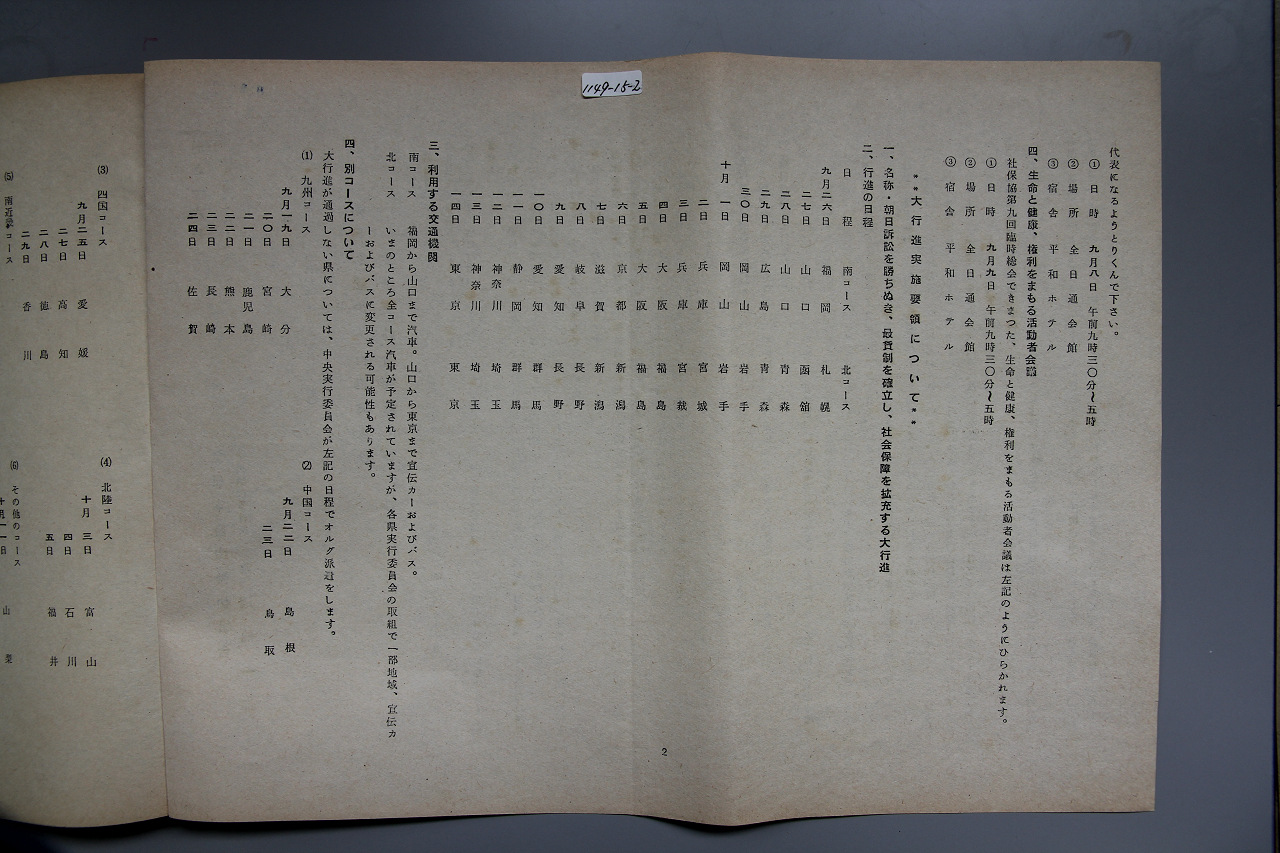 1149-15-2
代表になるようとりくんで下さい。
① 日時 九月八日 午前九時三〇分〜五時
② 場所 全日通会館
③ 宿舎 平和ホテル
四、生命と健康、権利をまもる活動者会議
社保協第九回臨時総会できまつた、生命と健康、権利をまもる活動者会議は左記のようにひらかれます。
① 日時 九月九日 午前九時三〇分〜五時
② 場所 全日通会館
③ 宿舎 平和ホテル
**大行進実施要領について**
一、名称・朝日訴訟を勝ちぬき、最賃制を確立し、社会保障を拡充する大行進
二、行進の日程
日程 南コース 北コース
九月二六日 福岡 札幌
二七日 山口 函館
二八日 山口 青森
二九日 広島 青森
三〇日 岡山 岩手
十月一日 岡山 岩手
二日 兵庫 宮城
三日 兵庫 宮城
四日 大阪 福島
五日 大阪 福島
六日 京都 新潟
七日 滋賀 新潟
八日 岐阜 長野
九日 愛知 長野
一〇日 愛知 群馬
一一日 静岡 群馬
一二日 神奈川 埼玉
一三日 神奈川 埼玉
一四日 東京 東京
三、利用する交通機関
南コース 福岡から山口まで汽車。山口から東京まで宣伝カーおよびバス。
北コース いまのところ全コース汽車が予定されていますが、各県実行委員会の取組で一部地域、宣伝カ
ーおよびバスに変更される可能性もあります。
四、別コースについて
大行進が通過しない県については、中央実行委員会が左記の日程でオルグ派遣をします。
(1) 九州コース
九月一九日 大分
二〇日 宮崎
二一日 鹿児島
二二日 熊本
二三日 長崎
二四日 佐賀
(2) 中国コース
九月二二日 島根
二三日 鳥取
2
(3) 四国コース
九月二五日 愛媛
二七日 高知
二八日 徳島
二九日 香川
(4) 北陸コース
十月三日 富山
四日 石川
五日 福井
(5) 南近畿コース
(6) その他のコース
十月一一日 山梨